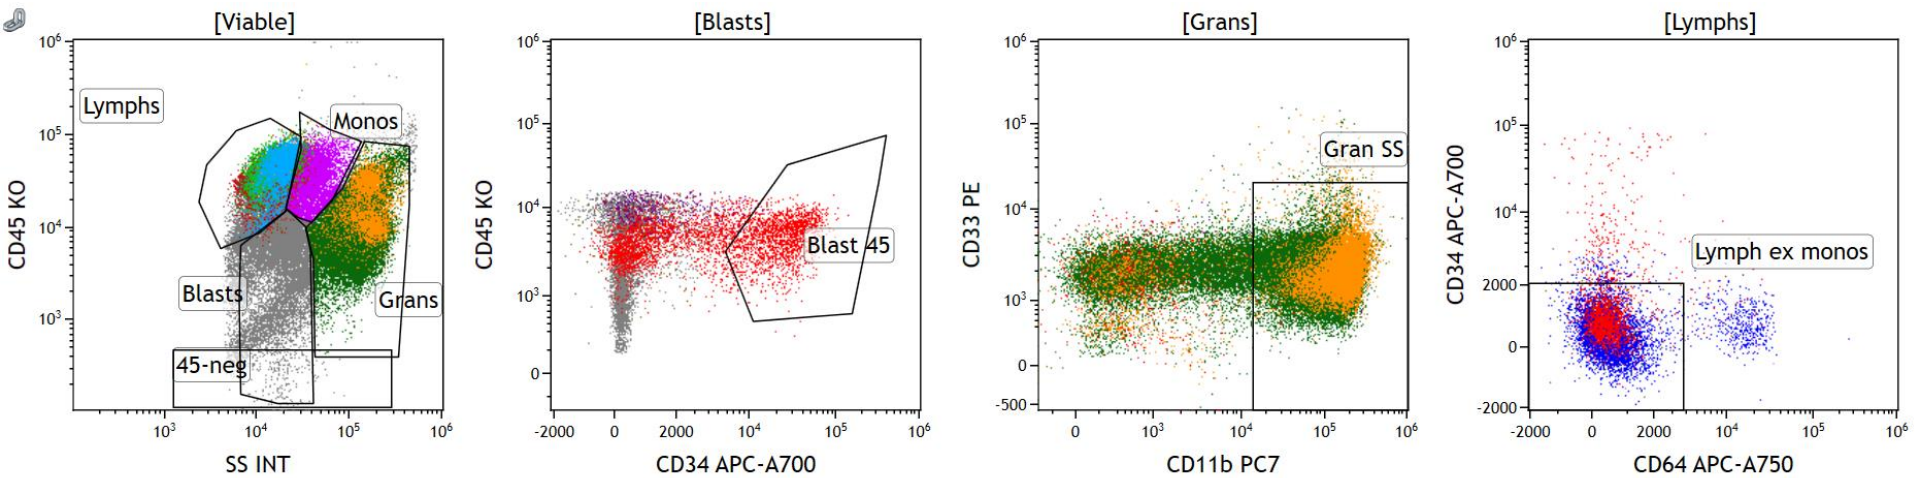 [Viable]
10^6
10^5
10^4
10^3
CD45 KO
Lymphs
Monos
Blasts
Grans
45-neg
10^3
10^4
10^5
10^6
SS INT
[Blasts]
10^6
10^5
10^4
10^3
0
CD45 KO
Blast 45
-2000
0
2000
10^4
10^5
10^6
CD34 APC-A700
[Grans]
10^6
10^5
10^4
10^3
0
-500
CD33 PE
Gran SS
0
10^3
10^4
10^5
10^6
CD11b PC7
[Lymphs]
10^6
10^5
10^4
2000
0
-2000
CD34 APC-A700
Lymph ex monos
-2000
0
2000
10^4
10^5
10^6
CD64 APC-A750